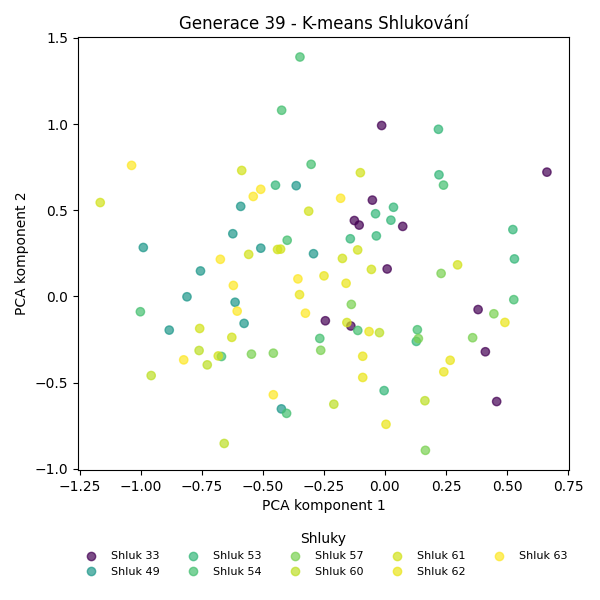 Generace 39 - K-means Shlukování
1.5
1.0
0.5
0.0
−0.5
−1.0
PCA komponent 2
−1.25 −1.00 −0.75 −0.50 −0.25 0.00 0.25 0.50 0.75
PCA komponent 1
Shluky
Shluk 33 Shluk 53 Shluk 57 Shluk 61 Shluk 63
Shluk 49 Shluk 54 Shluk 60 Shluk 62